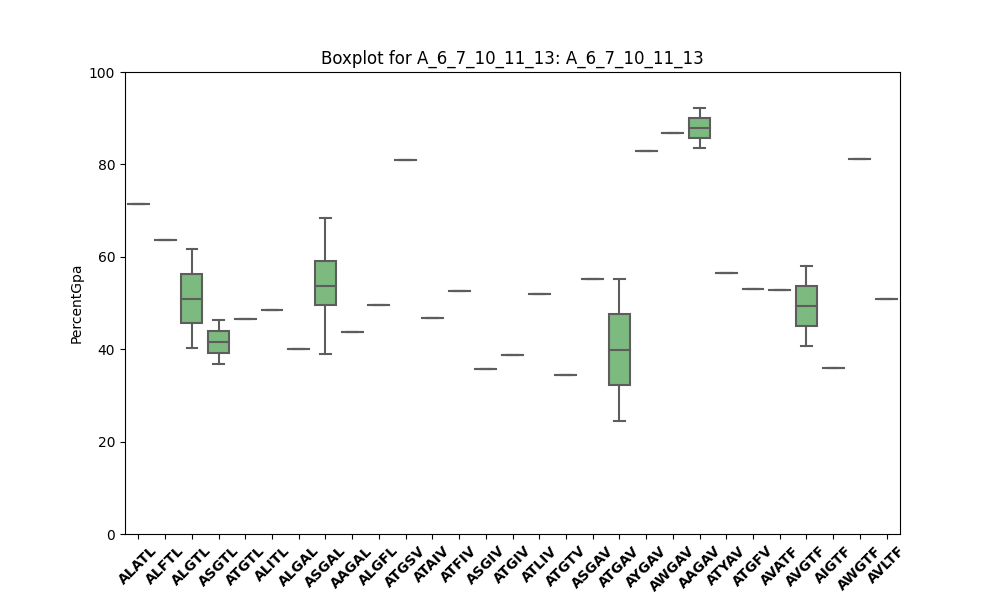 Boxplot for A_6_7_10_11_13: A_6_7_10_11_13
100
80
60
40
20
0
PercentGpa
ALATL
ALFTL
ALGTL
ASGTL
ATGTL
ALITL
ALGAL
ASGAL
AAGAL
ALGFL
ATGSV
ATAIV
ATFIV
ASGIV
ATGIV
ATLIV
ATGTV
ASGAV
ATGAV
AYGAV
AWGAV
AAGAV
ATYAV
ATGFV
AVATF
AVGTF
AIGTF
AWGTF
AVLTF